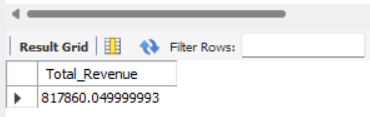 Result Grid Filter Rows:
Total_Revenue
817860.049999993